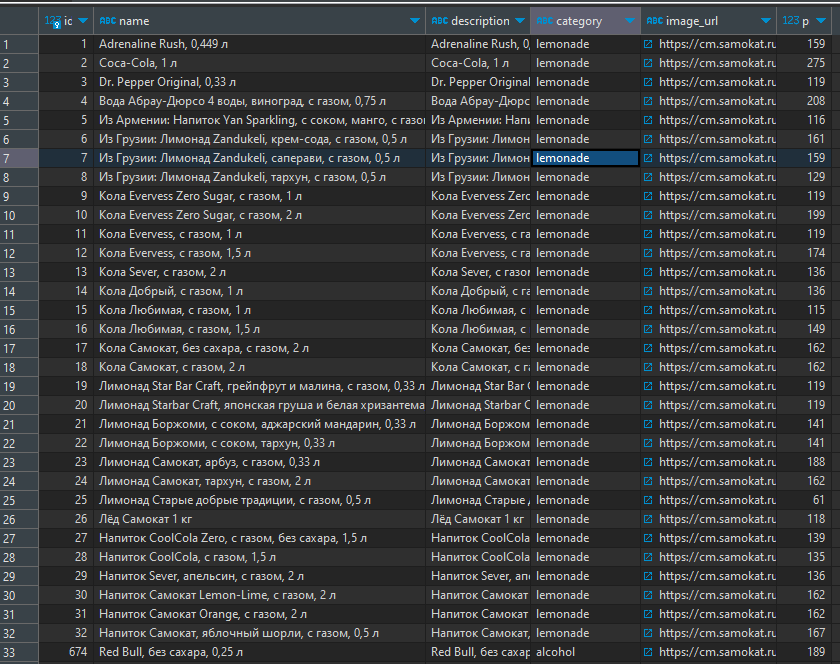 123 ic ABC name ABC description ABC category ABC image_url 123 p
1 1 Adrenaline Rush, 0,449 л Adrenaline Rush, 0, lemonade https://cm.samokat.ru 159
2 2 Coca-Cola, 1 л Coca-Cola, 1 л lemonade https://cm.samokat.ru 275
3 3 Dr. Pepper Original, 0,33 л Dr. Pepper Original lemonade https://cm.samokat.ru 119
4 4 Вода Абрау-Дюрсо 4 воды, виноград, с газом, 0,75 л Вода Абрау-Дюрс lemonade https://cm.samokat.ru 208
5 5 Из Армении: Напиток Yan Sparkling, с соком, манго, с газом Из Армении: Напи lemonade https://cm.samokat.ru 116
6 6 Из Грузии: Лимонад Zandukeli, крем-сода, с газом, 0,5 л Из Грузии: Лимон lemonade https://cm.samokat.ru 161
7 7 Из Грузии: Лимонад Zandukeli, саперави, с газом, 0,5 л Из Грузии: Лимон lemonade https://cm.samokat.ru 159
8 8 Из Грузии: Лимонад Zandukeli, тархун, с газом, 0,5 л Из Грузии: Лимон lemonade https://cm.samokat.ru 129
9 9 Кола Evervess Zero Sugar, с газом, 1 л Кола Evervess Zero lemonade https://cm.samokat.ru 119
10 10 Кола Evervess Zero Sugar, с газом, 2 л Кола Evervess Zero lemonade https://cm.samokat.ru 199
11 11 Кола Evervess, с газом, 1 л Кола Evervess, с га lemonade https://cm.samokat.ru 119
12 12 Кола Evervess, с газом, 1,5 л Кола Evervess, с га lemonade https://cm.samokat.ru 174
13 13 Кола Sever, с газом, 2 л Кола Sever, с газом lemonade https://cm.samokat.ru 136
14 14 Кола Добрый, с газом, 1 л Кола Добрый, с га lemonade https://cm.samokat.ru 136
15 15 Кола Любимая, с газом, 1 л Кола Любимая, с г lemonade https://cm.samokat.ru 115
16 16 Кола Любимая, с газом, 1,5 л Кола Любимая, с г lemonade https://cm.samokat.ru 149
17 17 Кола Самокат, без сахара, с газом, 2 л Кола Самокат, без lemonade https://cm.samokat.ru 162
18 18 Кола Самокат, с газом, 2 л Кола Самокат, с га lemonade https://cm.samokat.ru 162
19 19 Лимонад Star Bar Craft, грейпфрут и малина, с газом, 0,33 л Лимонад Star Bar C lemonade https://cm.samokat.ru 119
20 20 Лимонад Starbar Craft, японская груша и белая хризантема Лимонад Starbar C lemonade https://cm.samokat.ru 119
21 21 Лимонад Боржоми, с соком, аджарский мандарин, 0,33 л Лимонад Боржом lemonade https://cm.samokat.ru 141
22 22 Лимонад Боржоми, с соком, тархун, 0,33 л Лимонад Боржом lemonade https://cm.samokat.ru 141
23 23 Лимонад Самокат, арбуз, с газом, 0,33 л Лимонад Самокат lemonade https://cm.samokat.ru 188
24 24 Лимонад Самокат, тархун, с газом, 2 л Лимонад Самокат lemonade https://cm.samokat.ru 162
25 25 Лимонад Старые добрые традиции, с газом, 0,5 л Лимонад Старые д lemonade https://cm.samokat.ru 61
26 26 Лёд Самокат 1 кг Лёд Самокат 1 кг lemonade https://cm.samokat.ru 118
27 27 Напиток CoolCola Zero, с газом, без сахара, 1,5 л Напиток CoolCola lemonade https://cm.samokat.ru 139
28 28 Напиток CoolCola, с газом, 1,5 л Напиток CoolCola, lemonade https://cm.samokat.ru 135
29 29 Напиток Sever, апельсин, с газом, 2 л Напиток Sever, апе lemonade https://cm.samokat.ru 136
30 30 Напиток Самокат Lemon-Lime, с газом, 2 л Напиток Самокат lemonade https://cm.samokat.ru 162
31 31 Напиток Самокат Orange, с газом, 2 л Напиток Самокат lemonade https://cm.samokat.ru 162
32 32 Напиток Самокат, яблочный шорли, с газом, 0,5 л Напиток Самокат, lemonade https://cm.samokat.ru 167
33 674 Red Bull, без сахара, 0,25 л Red Bull, без сахар alcohol https://cm.samokat.ru 189